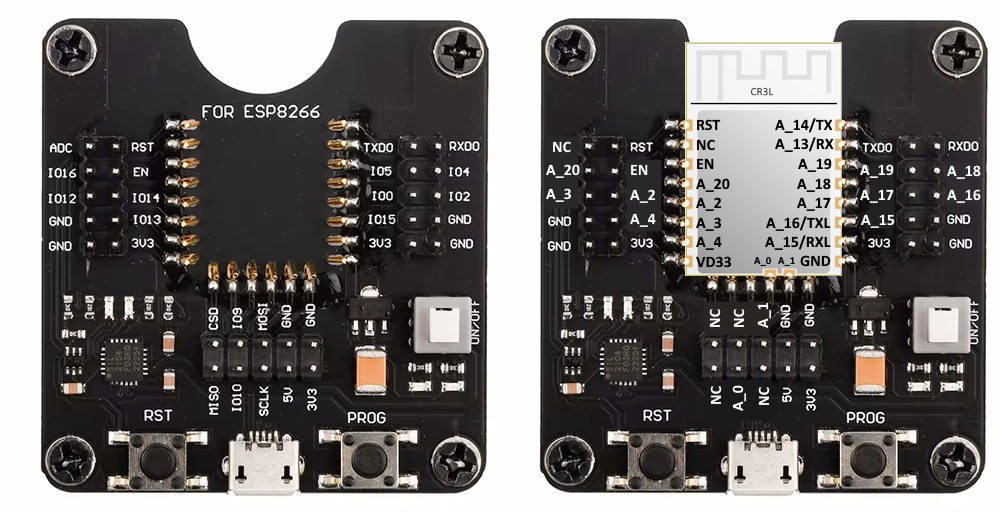 FOR ESP8266
ADC RST
IO16 EN
IO12 IO14
GND IO13
GND 3V3
TXD0 RXD0
IO5 IO4
IO0 IO2
IO15 GND
3V3 GND
CSD IO9 MOSI GND GND
MISO IO10 SCLK 5V 3V3
ON/OFF
RST
PROG
CR3L
RST A_14/TX
NC A_13/RX
EN A_19
A_20 A_18
A_2 A_17
A_3 A_16/TXL
A_4 A_15/RXL
VD33 A_0 A_1 GND
NC RST
A_20 EN
A_3 A_2
GND A_4
GND 3V3
TXD0 RXD0
A_19 A_18
A_17 A_16
A_15 GND
3V3 GND
NC NC A_1 GND GND
NC A_0 NC 5V 3V3
ON/OFF
RST
PROG